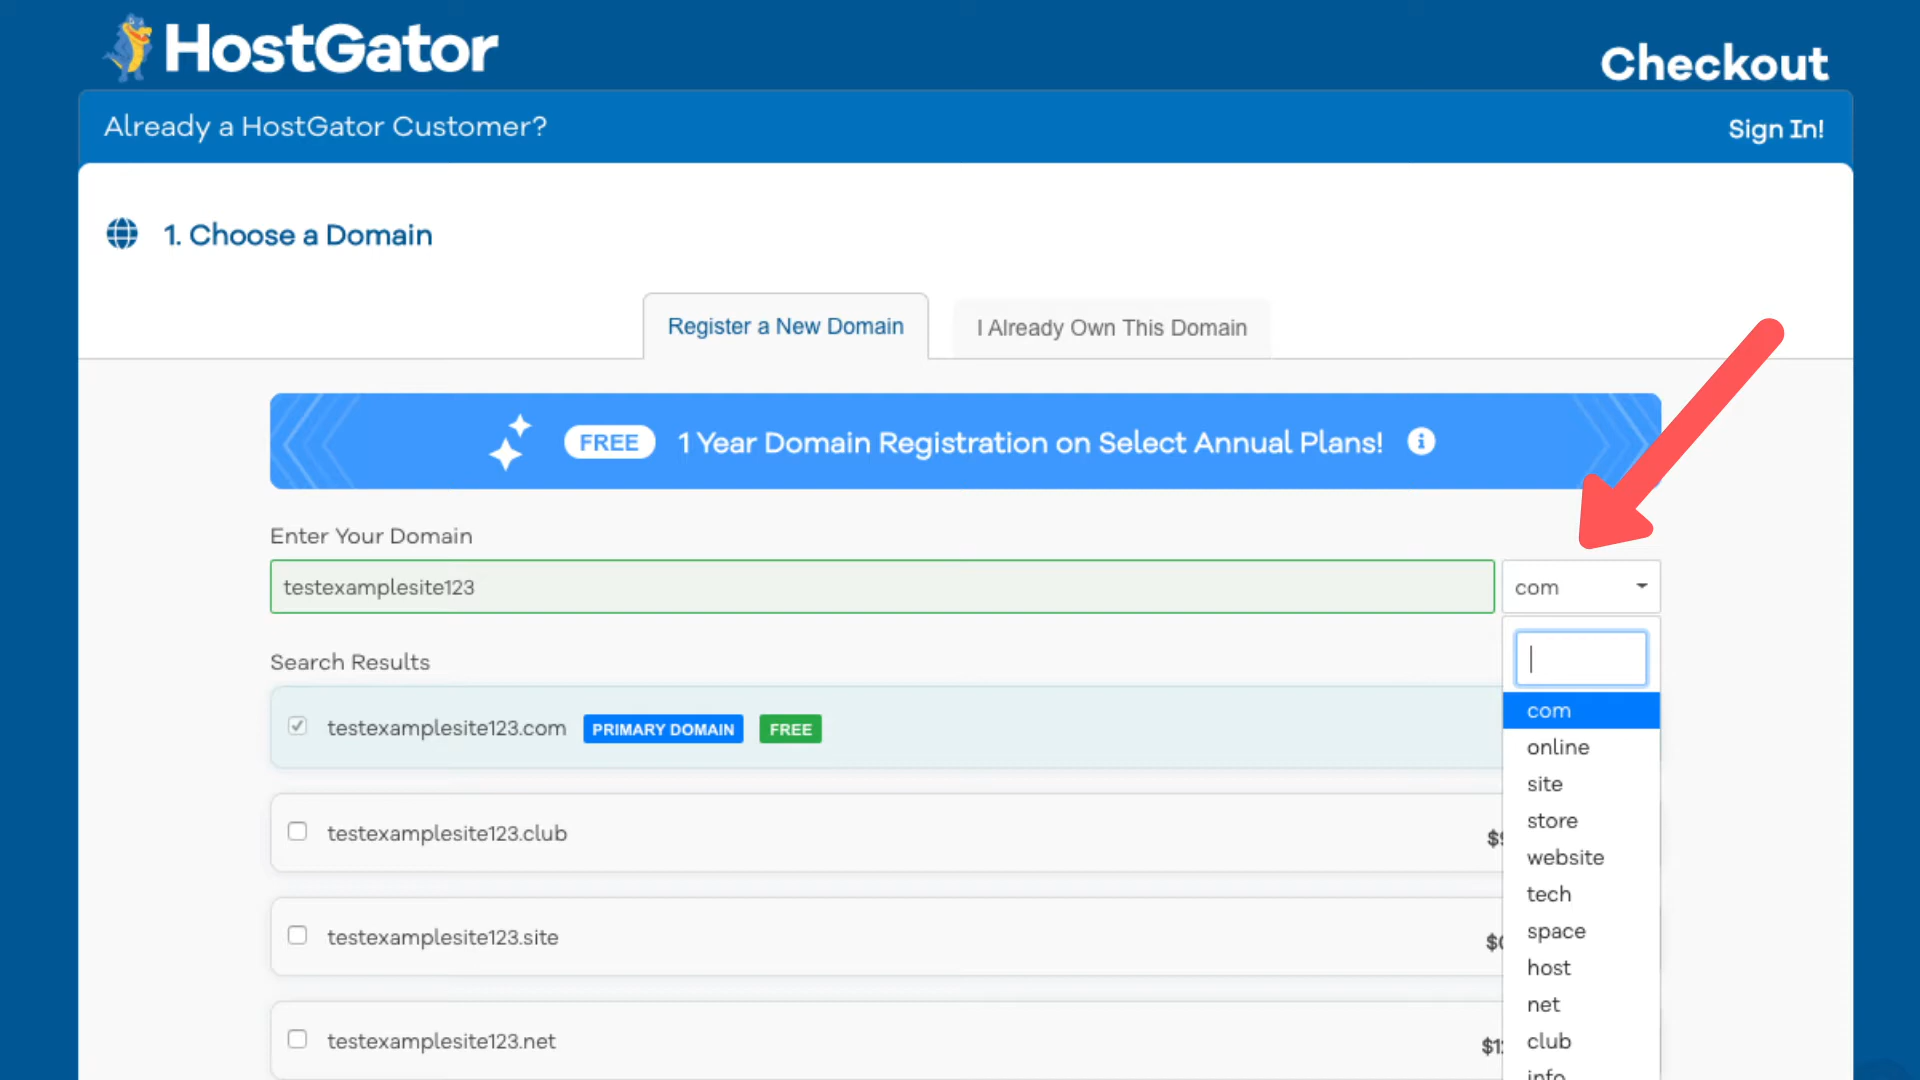 HostGator
Checkout
Already a HostGator Customer?
Sign In!
1. Choose a Domain
Register a New Domain
I Already Own This Domain
FREE 1 Year Domain Registration on Select Annual Plans! i
Enter Your Domain
testexamplesite123
com
Search Results
testexamplesite123.com PRIMARY DOMAIN FREE
testexamplesite123.club
testexamplesite123.site
testexamplesite123.net
com
online
site
store
website
tech
space
host
net
club
info